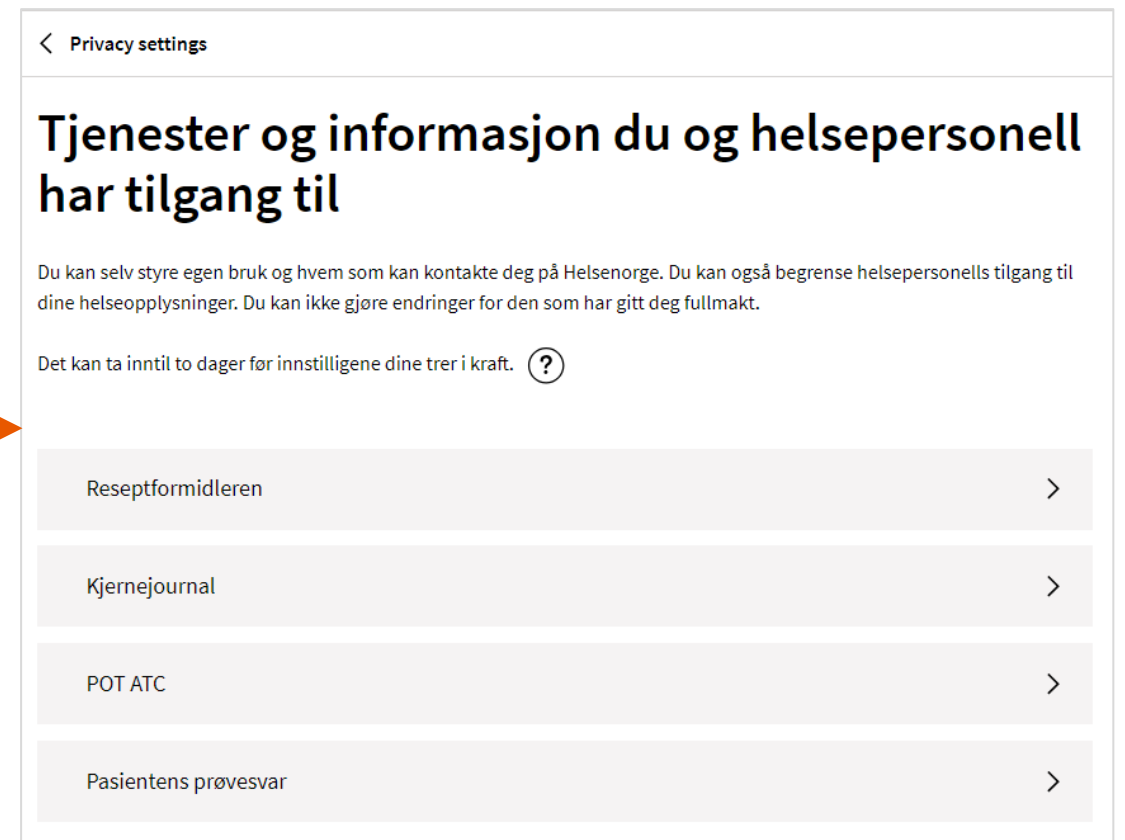 Privacy settings
Tjenester og informasjon du og helsepersonell
har tilgang til
Du kan selv styre egen bruk og hvem som kan kontakte deg på Helsenorge. Du kan også begrense helsepersonells tilgang til
dine helseopplysninger. Du kan ikke gjøre endringer for den som har gitt deg fullmakt.
Det kan ta inntil to dager før innstilligene dine trer i kraft. ?
Reseptformidleren
Kjernejournal
POT ATC
Pasientens prøvesvar